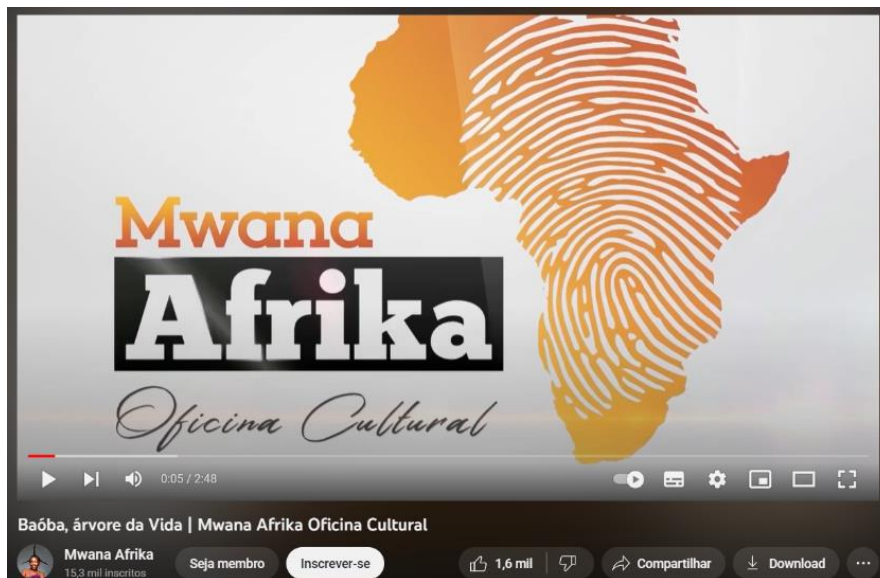 Mwana
Afrika
Oficina Cultural
0:05 / 2:48
Baóba, árvore da Vida | Mwana Afrika Oficina Cultural
Mwana Afrika
15,3 mil inscritos
Seja membro
Inscrever-se
1,6 mil
Compartilhar
Download